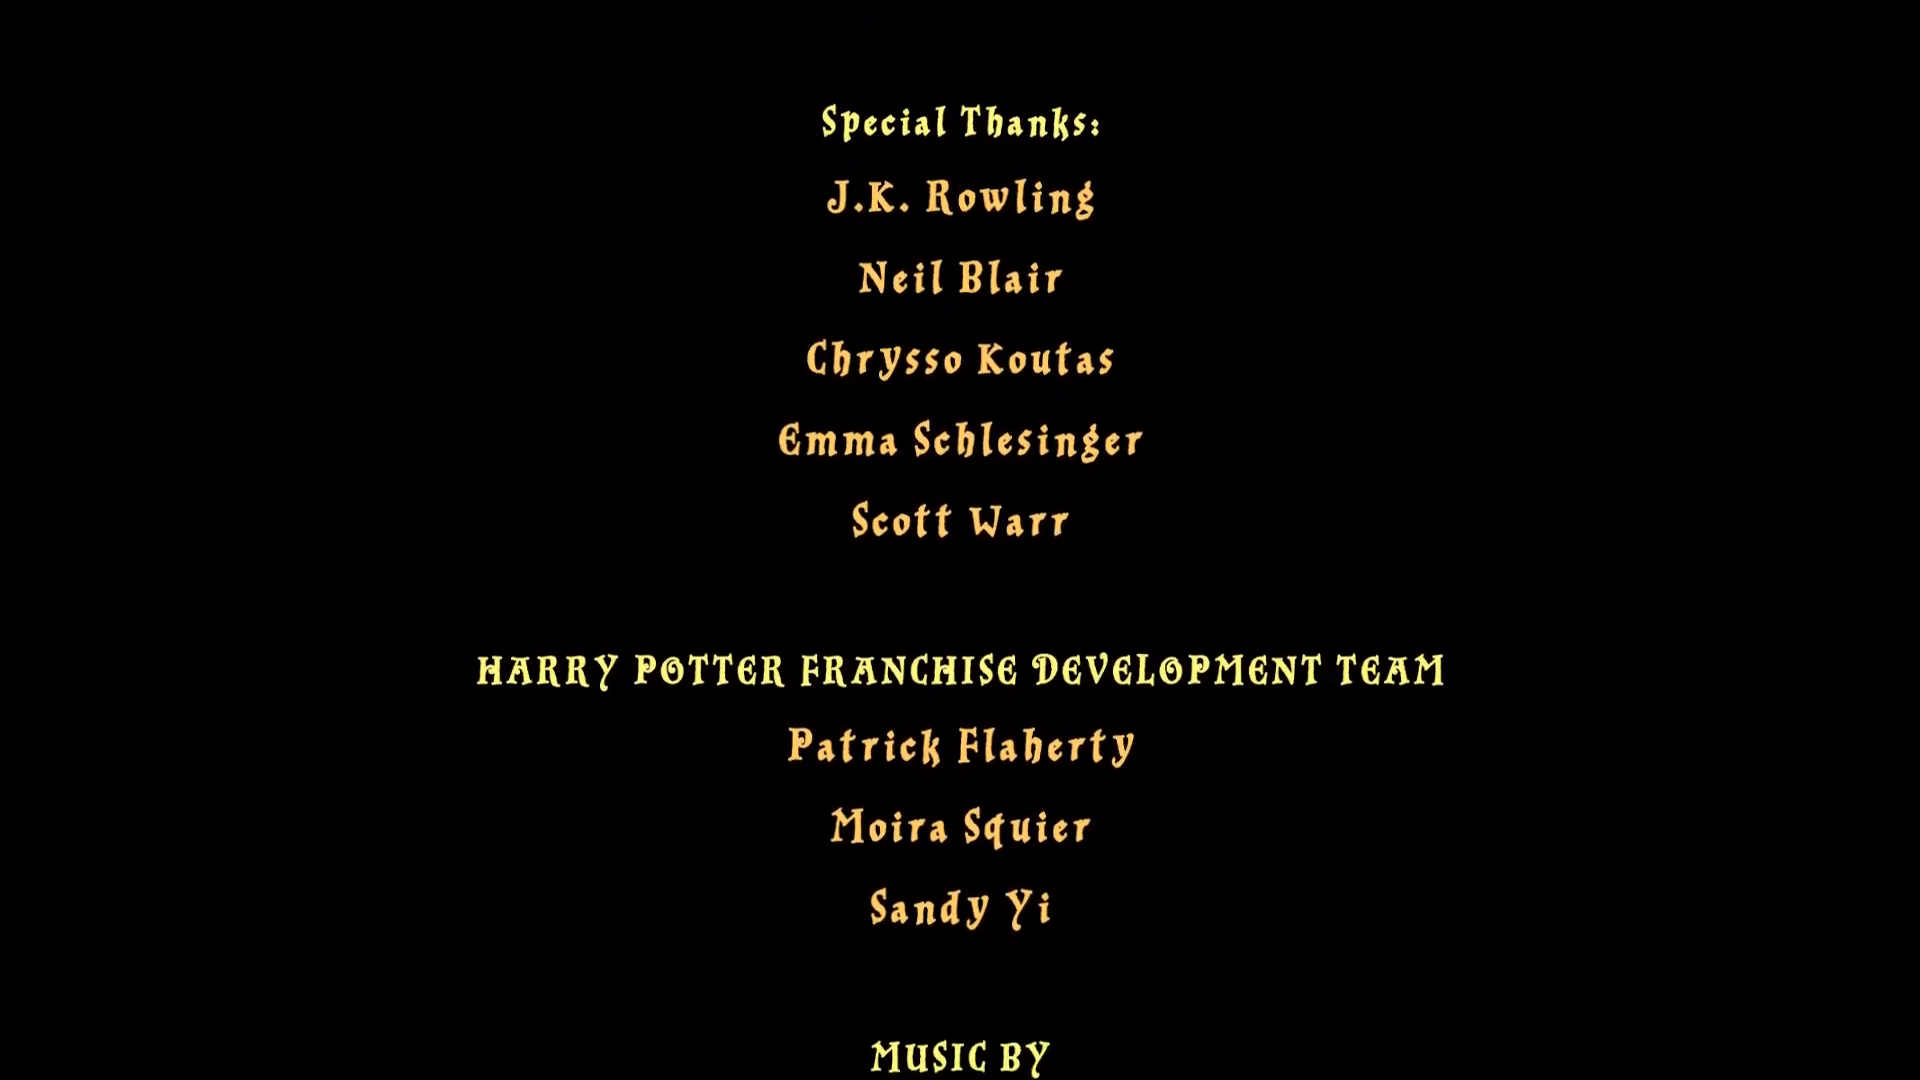 Special Thanks:
J.K. Rowling
Neil Blair
Chrysso Koutas
Emma Schlesinger
Scott Warr
HARRY POTTER FRANCHISE DEVELOPMENT TEAM
Patrick Flaherty
Moira Squier
Sandy Yi
MUSIC BY